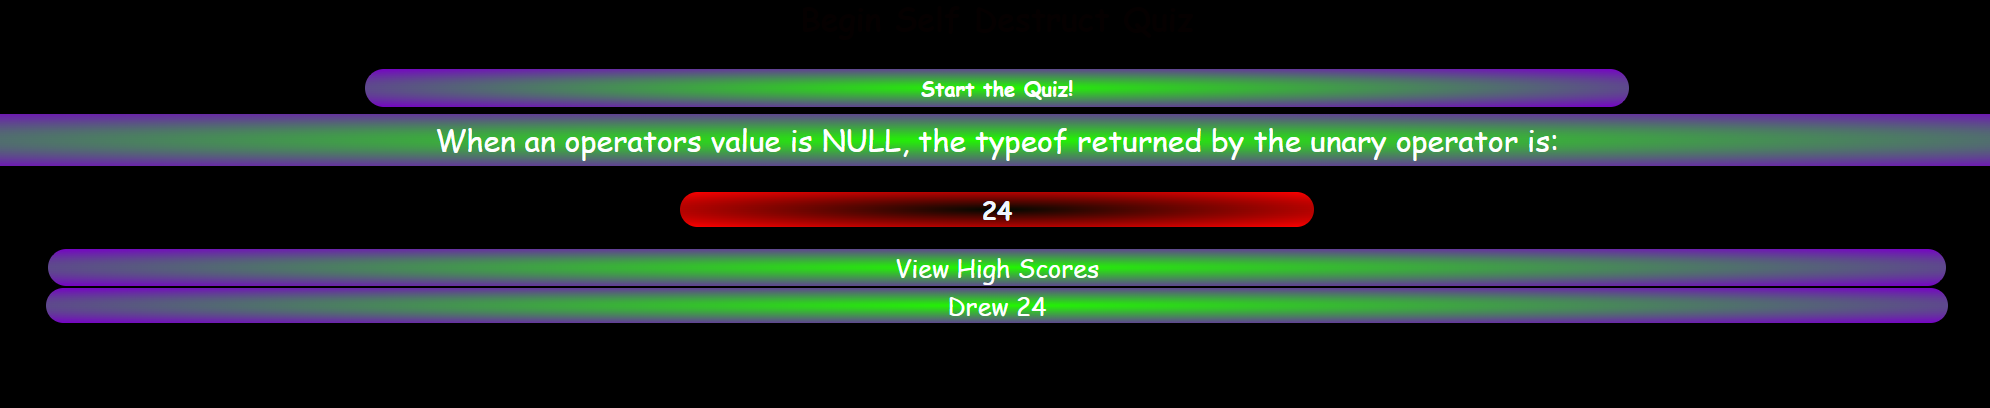 Start the Quiz!
When an operators value is NULL, the typeof returned by the unary operator is:
24
View High Scores
Drew 24